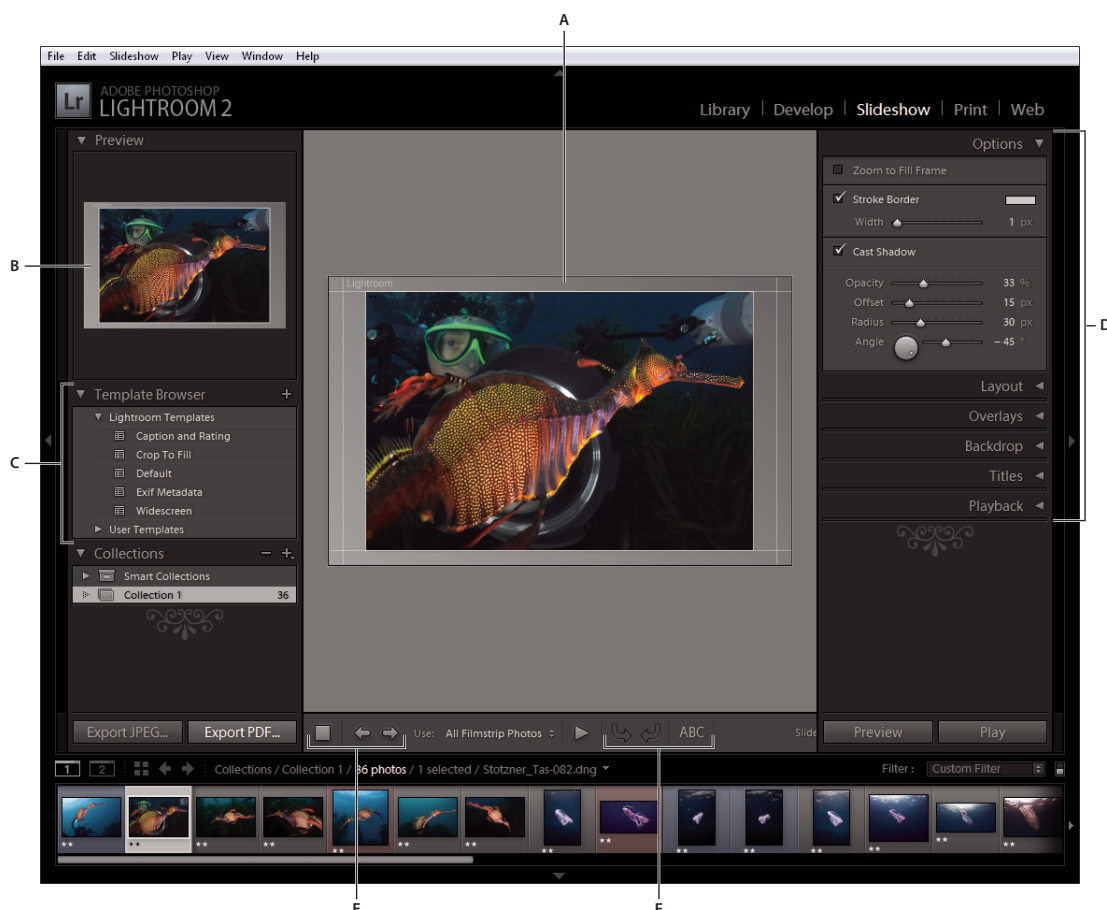 A
File Edit Slideshow Play View Window Help
Lr
ADOBE PHOTOSHOP
LIGHTROOM 2
Library | Develop | Slideshow | Print | Web
Preview
Options
Zoom to Fill Frame
Stroke Border
Width 1 px
Cast Shadow
Opacity 33 %
Offset 15 px
Radius 30 px
Angle – 45 °
B
Lightroom
D
Template Browser
Lightroom Templates
Caption and Rating
Crop To Fill
Default
Exif Metadata
Widescreen
User Templates
C
Layout
Overlays
Backdrop
Titles
Playback
Collections
Smart Collections
Collection 1 36
Export JPEG...
Export PDF...
Use: All Filmstrip Photos
ABC
Slide
Preview
Play
1 2 Collections / Collection 1 / 36 photos / 1 selected / Stotzner_Tas-082.dng
Filter : Custom Filter